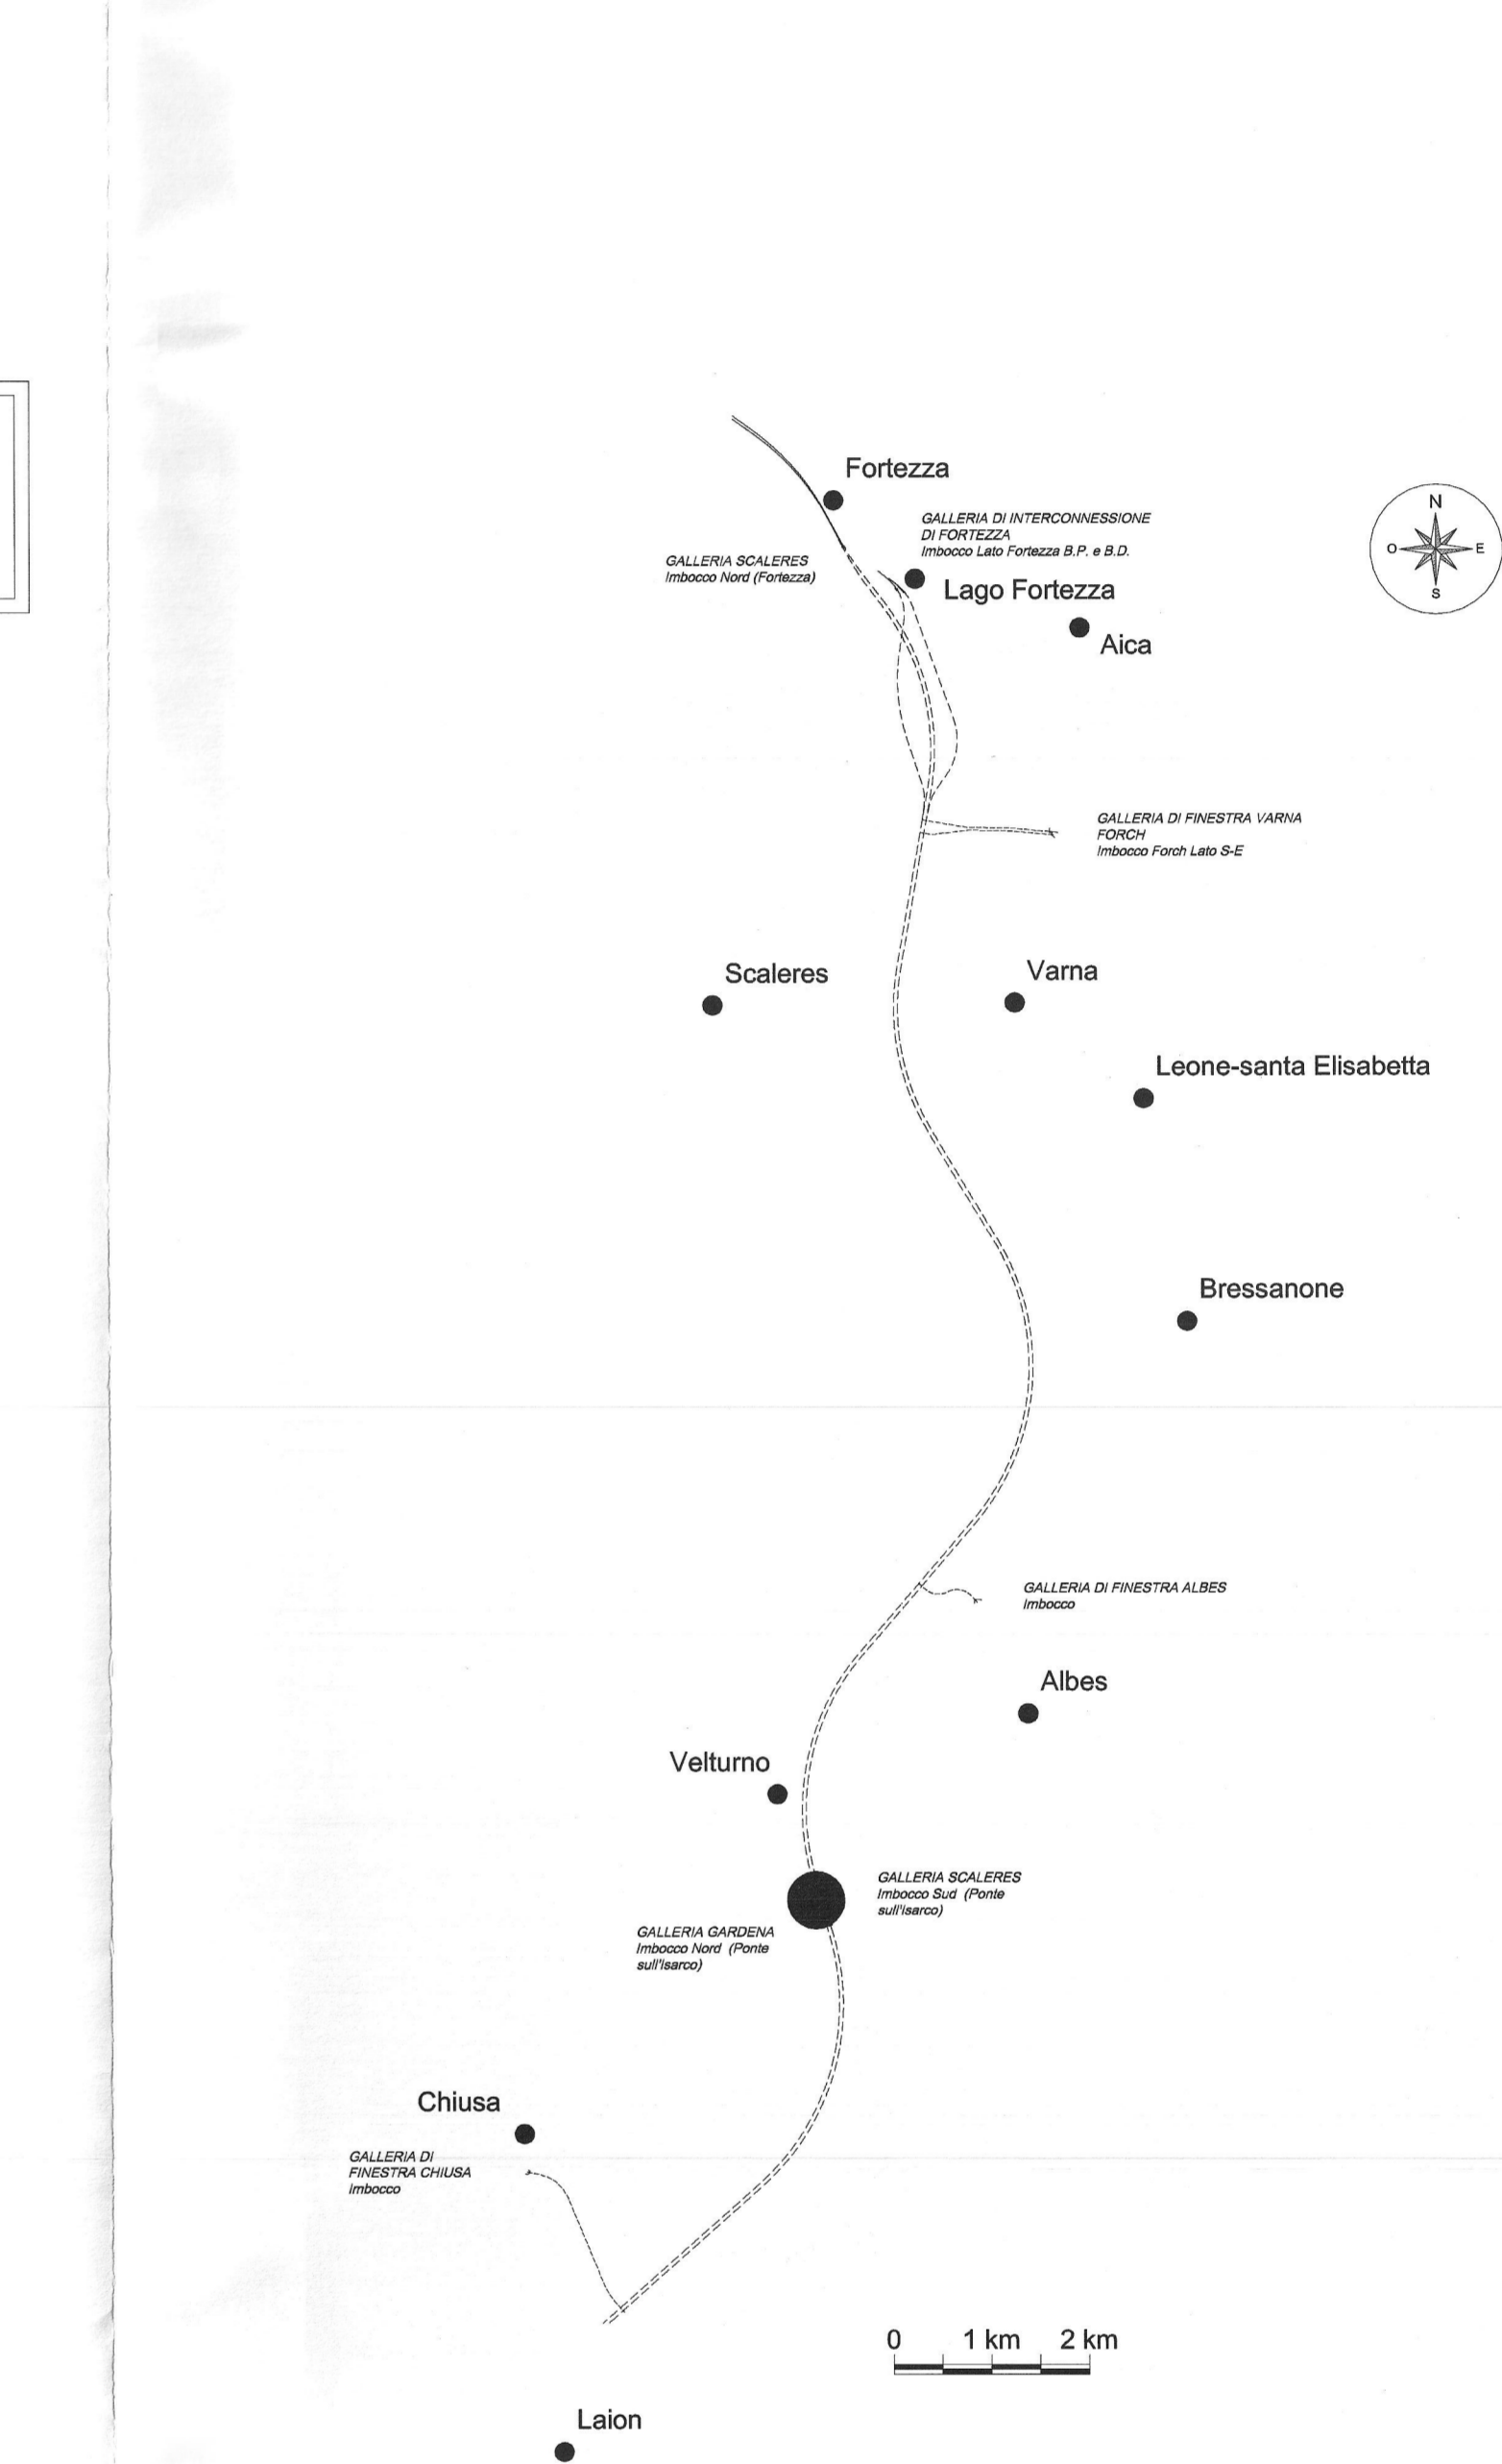 Fortezza
GALLERIA DI INTERCONNESSIONE
DI FORTEZZA
Imbocco Lato Fortezza B.P. e B.D.
N
O
E
S
GALLERIA SCALERES
Imbocco Nord (Fortezza)
Lago Fortezza
Aica
GALLERIA DI FINESTRA VARNA
FORCH
Imbocco Forch Lato S-E
Scaleres
Varna
Leone-santa Elisabetta
Bressanone
GALLERIA DI FINESTRA ALBES
Imbocco
Albes
Velturno
GALLERIA SCALERES
Imbocco Sud (Ponte
sull'Isarco)
GALLERIA GARDENA
Imbocco Nord (Ponte
sull'Isarco)
Chiusa
GALLERIA DI
FINESTRA CHIUSA
Imbocco
0 1 km 2 km
Laion